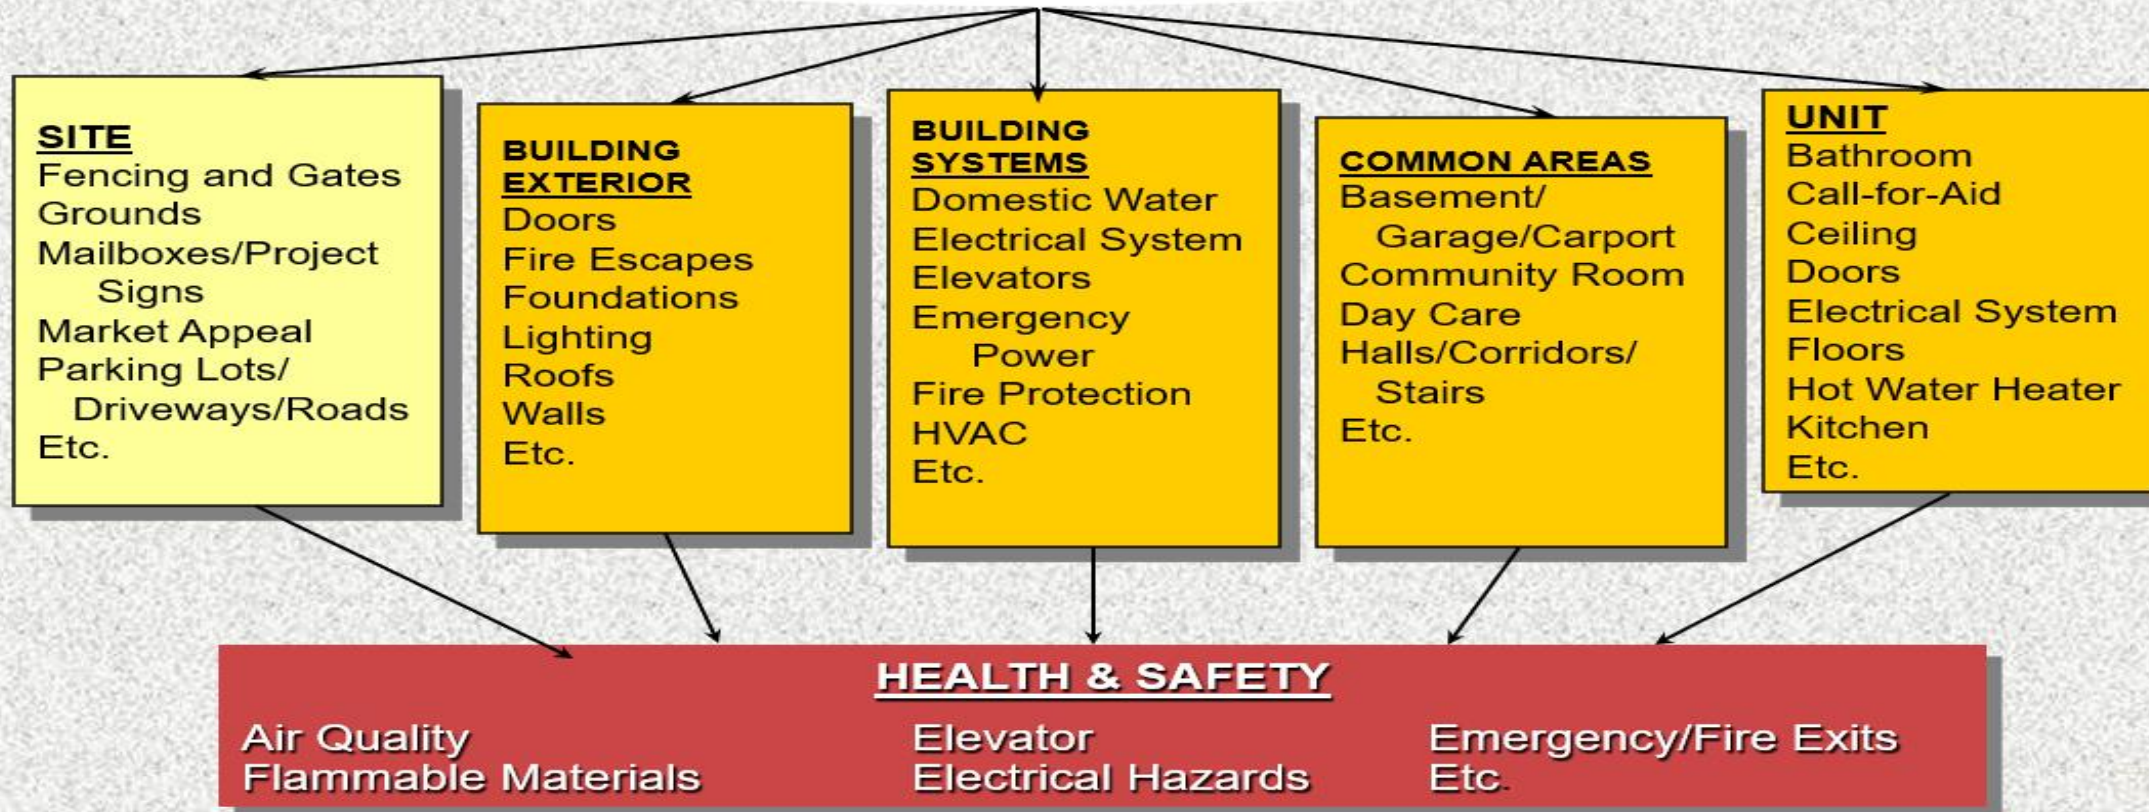 SITE
Fencing and Gates
Grounds
Mailboxes/Project
Signs
Market Appeal
Parking Lots/
Driveways/Roads
Etc.
BUILDING
EXTERIOR
Doors
Fire Escapes
Foundations
Lighting
Roofs
Walls
Etc.
BUILDING
SYSTEMS
Domestic Water
Electrical System
Elevators
Emergency
Power
Fire Protection
HVAC
Etc.
COMMON AREAS
Basement/
Garage/Carport
Community Room
Day Care
Halls/Corridors/
Stairs
Etc.
UNIT
Bathroom
Call-for-Aid
Ceiling
Doors
Electrical System
Floors
Hot Water Heater
Kitchen
Etc.
HEALTH & SAFETY
Air Quality
Flammable Materials
Elevator
Electrical Hazards
Emergency/Fire Exits
Etc.